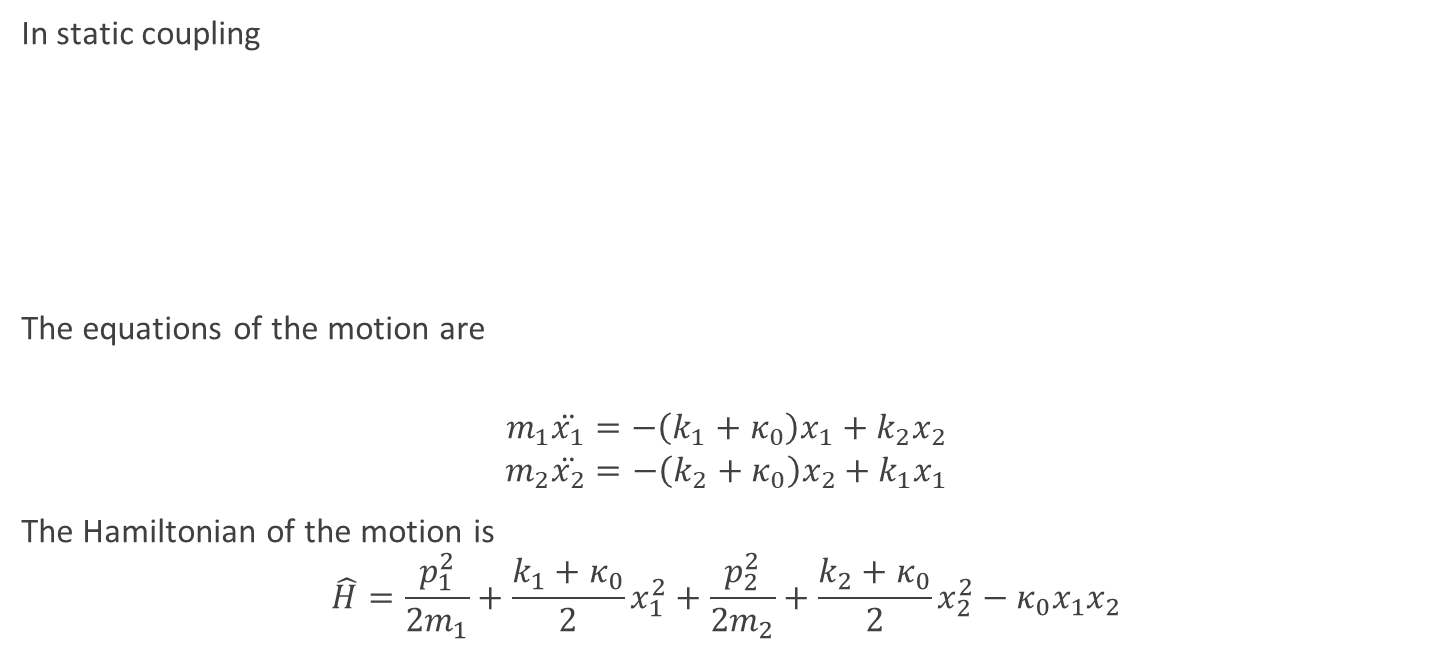 In static coupling
The equations of the motion are
m₁ẍ₁ = −(k₁ + κ₀)x₁ + k₂x₂
m₂ẍ₂ = −(k₂ + κ₀)x₂ + k₁x₁
The Hamiltonian of the motion is
Ĥ = p₁²/2m₁ + (k₁ + κ₀)/2 x₁² + p₂²/2m₂ + (k₂ + κ₀)/2 x₂² − κ₀x₁x₂